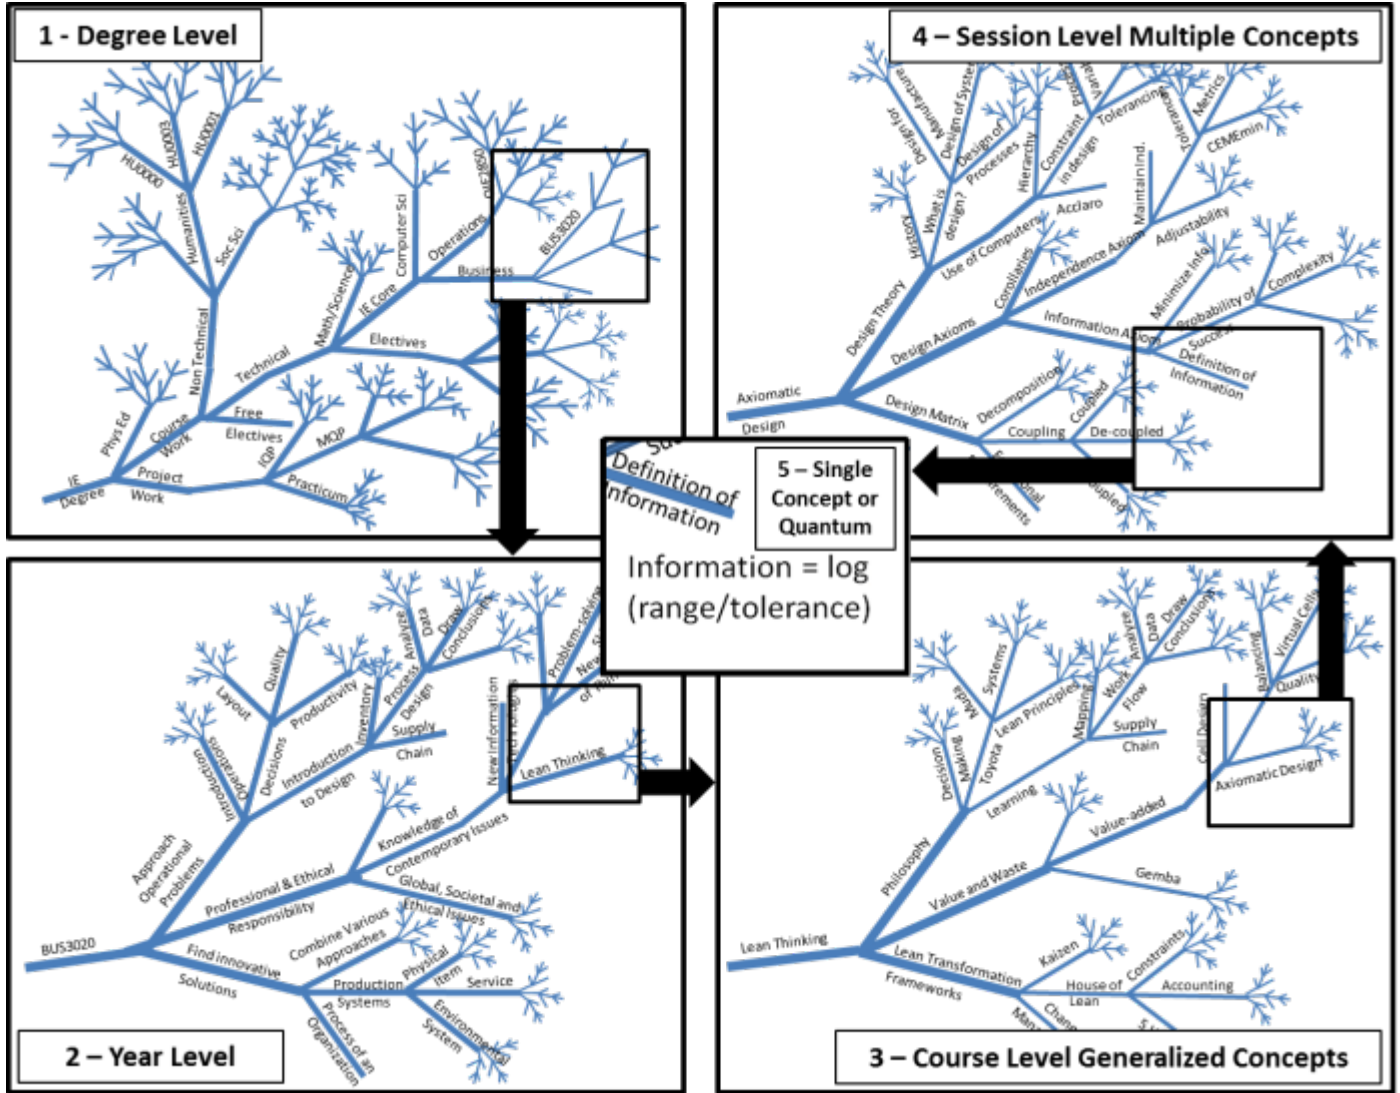 1 - Degree Level
HU0000
HU0003
HU0001
Humanities
Soc Sci
Non Technical
Phys Ed
Course
Work
IE
Degree
Project
Work
Free
Electives
IQP
MQP
Practicum
Technical
Math/Science
IE Core
Electives
Computer Sci
Operations
Business
BUS3020
4 – Session Level Multiple Concepts
Design for
Manufacture
Design of
Processes
History
What is
design?
Hierarchy
Constraint
in design
Tolerancing
Metrics
CEMEmin
Maintain Ind.
Adjustability
Acclaro
Use of Computers
Corollaries
Independence Axiom
Minimize Info
Probability of
Success
Complexity
Information Axiom
Definition of
Information
Design Theory
Design Axioms
Axiomatic
Design
Design Matrix
Decomposition
Coupling
Coupled
De-coupled
5 – Single
Concept or
Quantum
Definition of
Information
Information = log
(range/tolerance)
2 – Year Level
BUS3020
Approach
Operational
Problems
Introduction
Operations
Layout
Quality
Productivity
Decisions
Introduction
to Design
Inventory
Process
Design
Analyze
Data
Draw
Conclusions
Supply
Chain
Professional & Ethical
Responsibility
Knowledge of
Contemporary Issues
New Information
Problem-solving
Lean Thinking
Global, Societal and
Ethical Issues
Find innovative
Solutions
Combine Various
Approaches
Production
Systems
Physical
Item
Service
Environmental
System
Process of an
Organization
3 – Course Level Generalized Concepts
Lean Thinking
Philosophy
Decision
Making
Toyota
Muda
Systems
Lean Principles
Learning
Mapping
Work
Flow
Analyze
Data
Draw
Conclusions
Supply
Chain
Value and Waste
Value-added
Gemba
Cell Design
Balancing
Virtual Cells
Quality
Axiomatic Design
Lean Transformation
Frameworks
Kaizen
House of
Lean
Constraints
Accounting